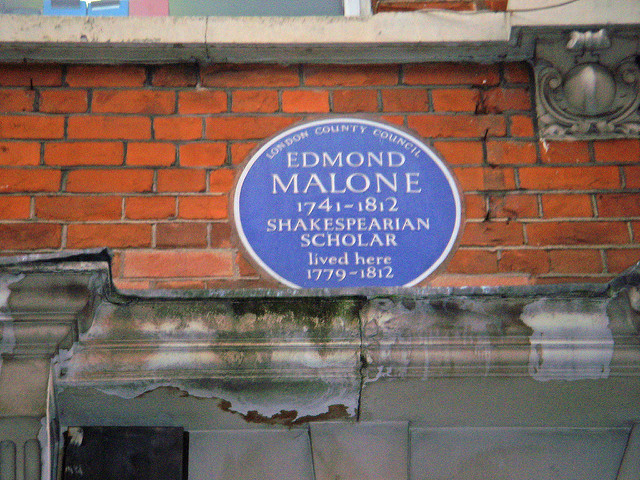 LONDON COUNTY COUNCIL
EDMOND
MALONE
1741-1812
SHAKESPEARIAN
SCHOLAR
lived here
1779-1812